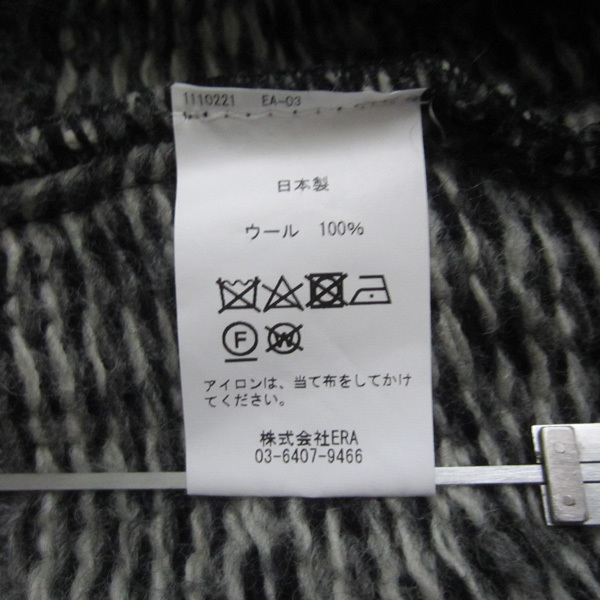 1110221 EA-03
日本製
ウール 100%
F W
アイロンは、当て布をしてかけ
てください。
株式会社ERA
03-6407-9466